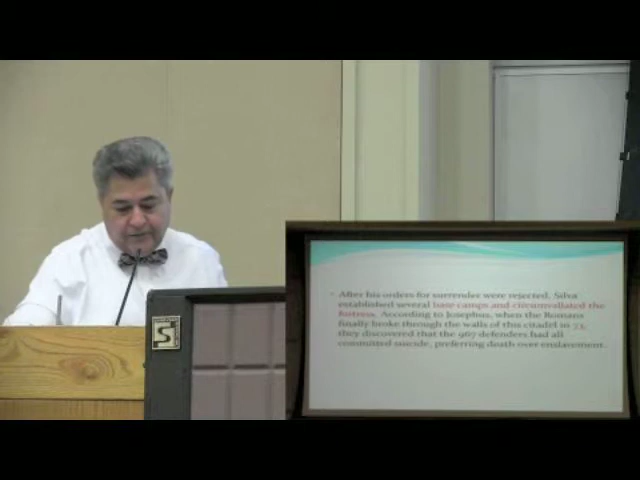 After his orders for surrender were rejected, Silva
established several base camps and circumvallated the
fortress. According to Josephus, when the Romans
finally broke through the walls of this citadel in 73,
they discovered that the 967 defenders had all
committed suicide, preferring death over enslavement.
S